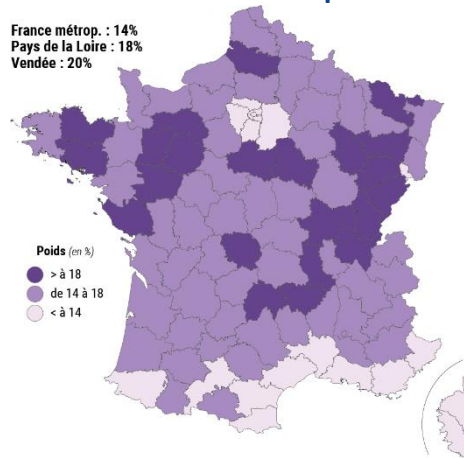 France métrop. : 14%
Pays de la Loire : 18%
Vendée : 20%
Poids (en %)
> à 18
de 14 à 18
< à 14